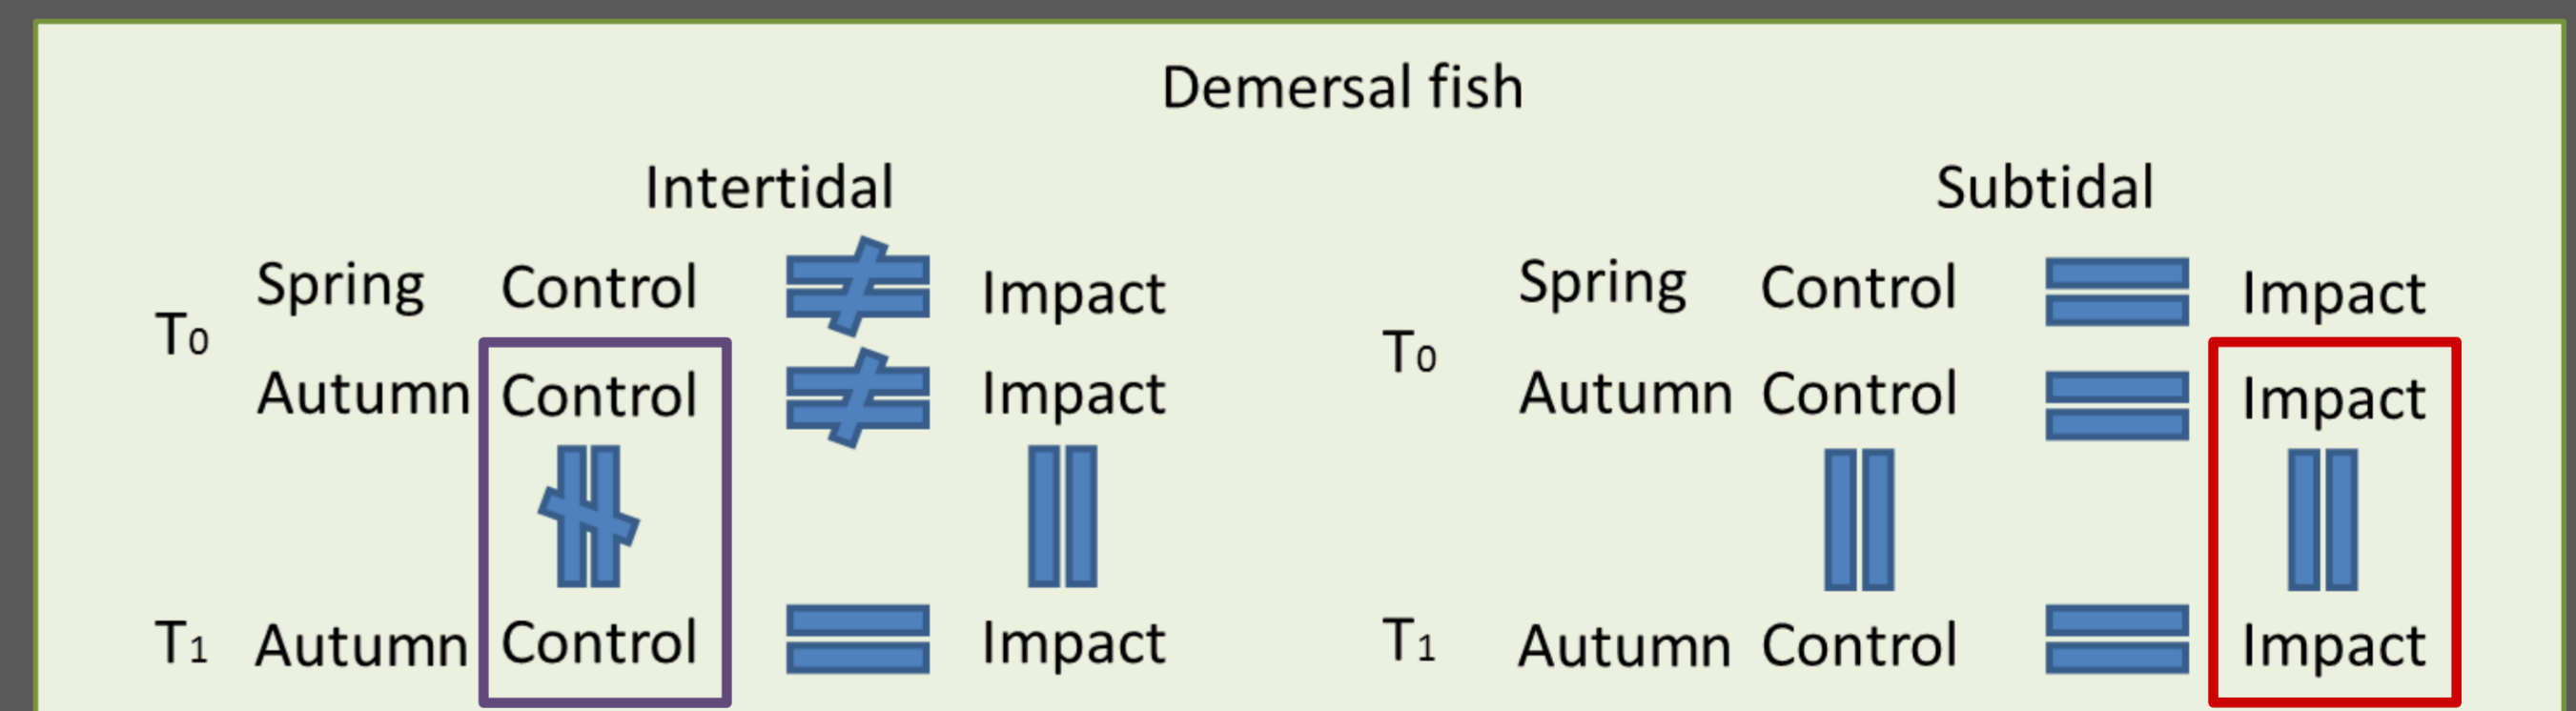 Demersal fish
Intertidal
Spring Control ≠ Impact
T₀
Autumn Control ≠ Impact
T₁ Autumn Control = Impact
Subtidal
Spring Control = Impact
T₀
Autumn Control = Impact
T₁ Autumn Control = Impact